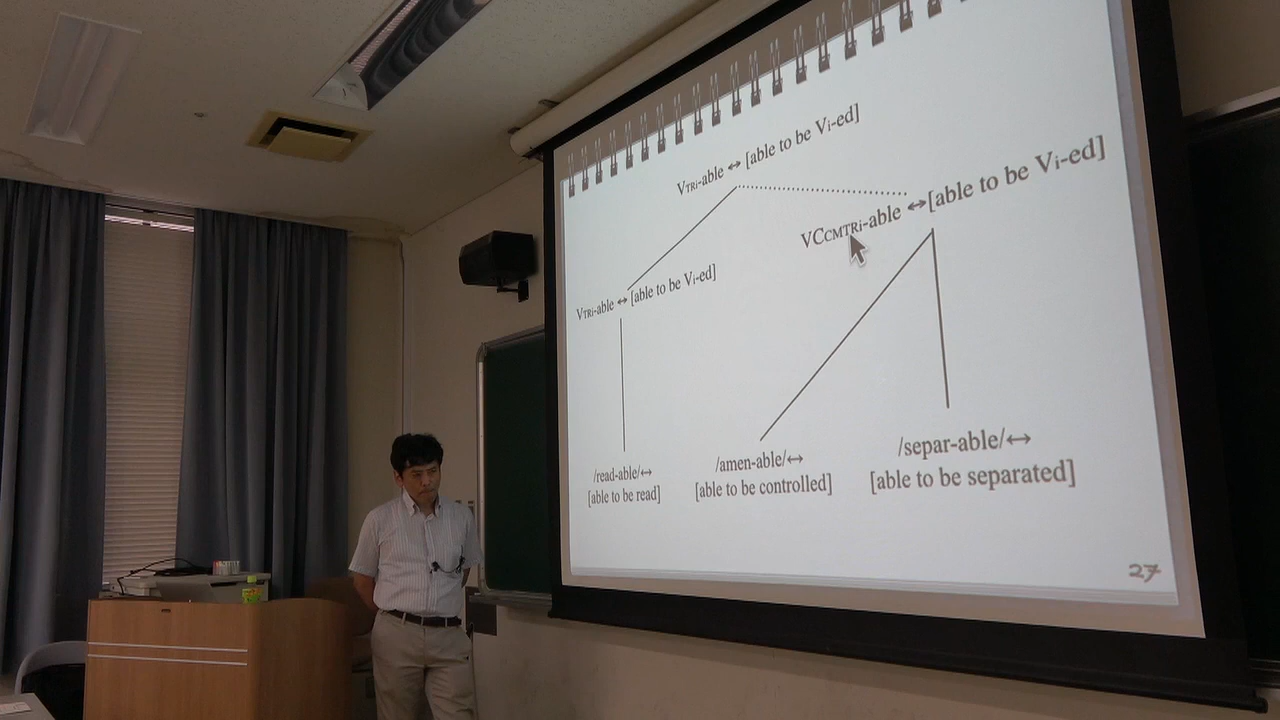 VTRi-able ↔ [able to be Vi-ed]
VCCMTRi-able ↔[able to be Vi-ed]
VTRi-able ↔ [able to be Vi-ed]
/read-able/↔
[able to be read]
/amen-able/↔
[able to be controlled]
/separ-able/↔
[able to be separated]
27